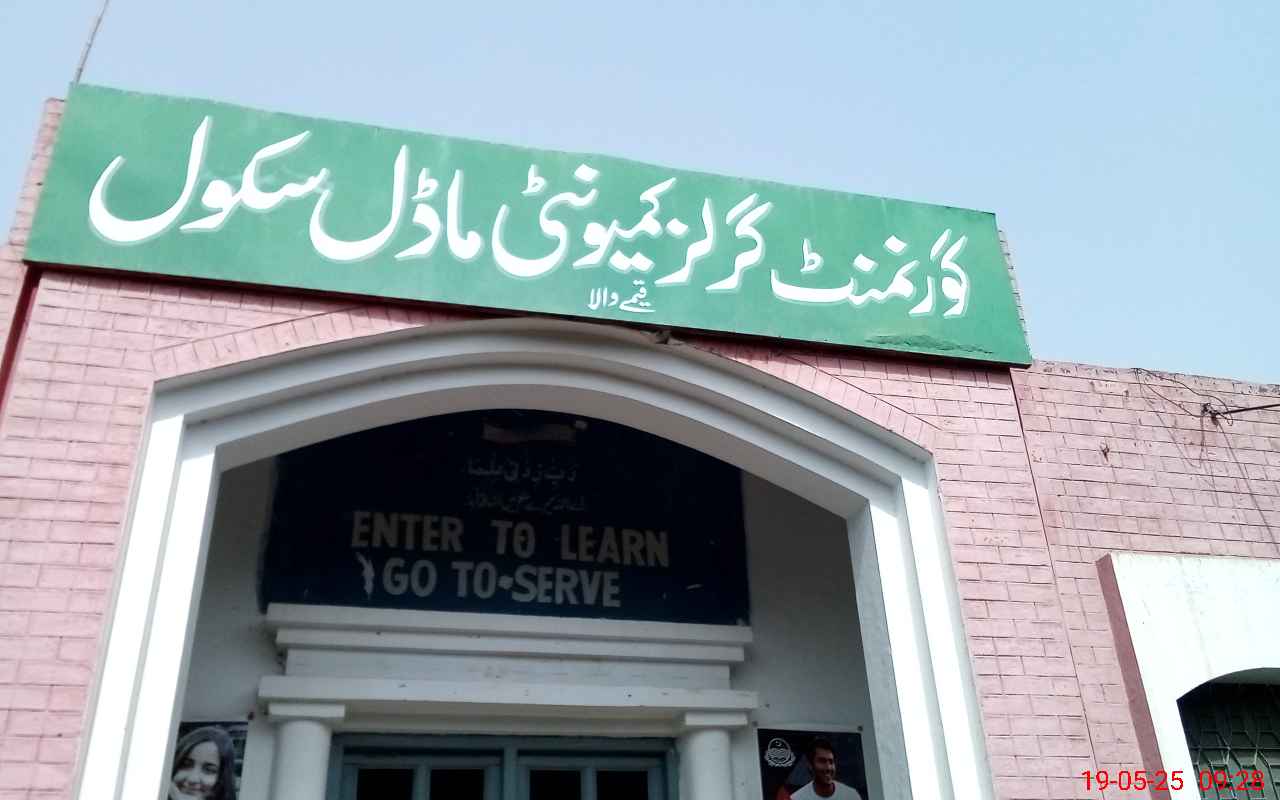 گورنمنٹ گرلز کمیونٹی ماڈل سکول
قیمے والا
رَبِّ زِدْنِیْ عِلْمًا
ENTER TO LEARN
GO TO SERVE
19-05-25 09:28